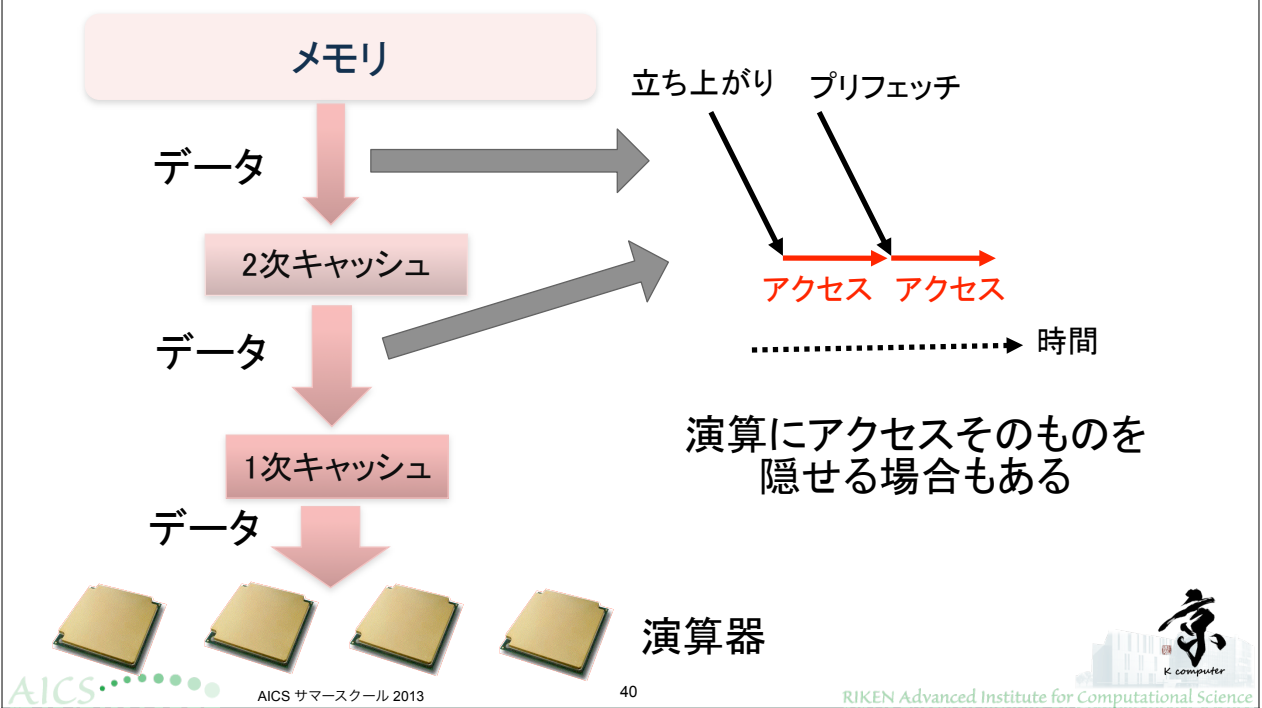 メモリ
立ち上がり
プリフェッチ
データ
2次キャッシュ
アクセス アクセス
データ
時間
演算にアクセスそのものを
隠せる場合もある
1次キャッシュ
データ
演算器
京
K computer
AICS
AICS サマースクール 2013
40
RIKEN Advanced Institute for Computational Science